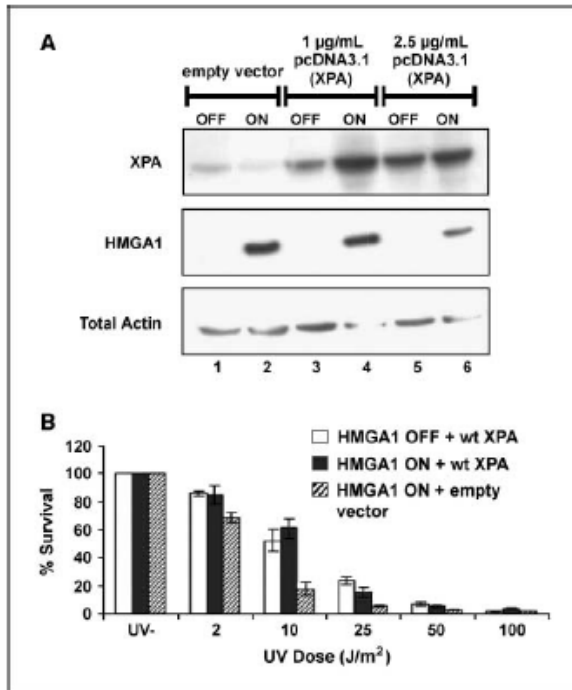 A
empty vector
1 µg/mL
pcDNA3.1
(XPA)
2.5 µg/mL
pcDNA3.1
(XPA)
OFF ON OFF ON OFF ON
XPA
HMGA1
Total Actin
1 2 3 4 5 6
B
HMGA1 OFF + wt XPA
HMGA1 ON + wt XPA
HMGA1 ON + empty
vector
% Survival
120
100
80
60
40
20
0
UV- 2 10 25 50 100
UV Dose (J/m²)